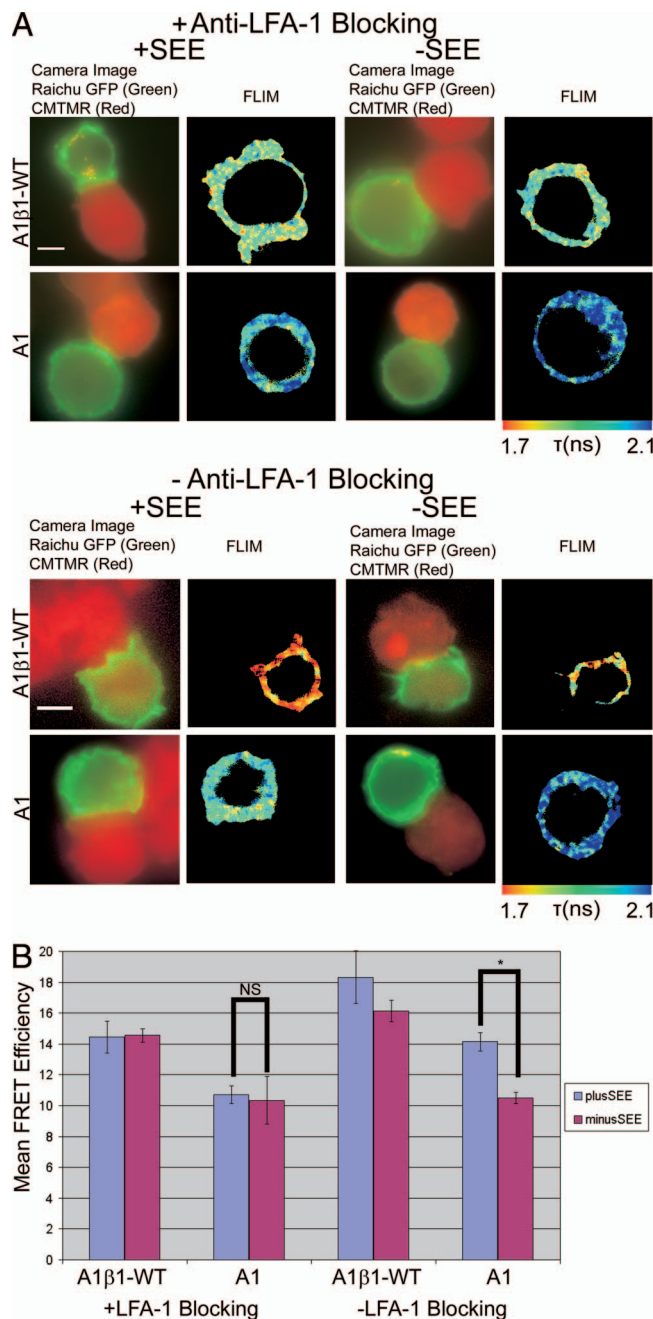 A
+Anti-LFA-1 Blocking
+SEE
-SEE
Camera Image
Raichu GFP (Green)
CMTMR (Red)
FLIM
Camera Image
Raichu GFP (Green)
CMTMR (Red)
FLIM
A1β1-WT
A1
1.7 τ(ns) 2.1
- Anti-LFA-1 Blocking
+SEE
-SEE
Camera Image
Raichu GFP (Green)
CMTMR (Red)
FLIM
Camera Image
Raichu GFP (Green)
CMTMR (Red)
FLIM
A1β1-WT
A1
1.7 τ(ns) 2.1
B
Mean FRET Efficiency
20
18
16
14
12
10
8
6
4
2
0
NS
*
plusSEE
minusSEE
A1β1-WT A1 A1β1-WT A1
+LFA-1 Blocking -LFA-1 Blocking